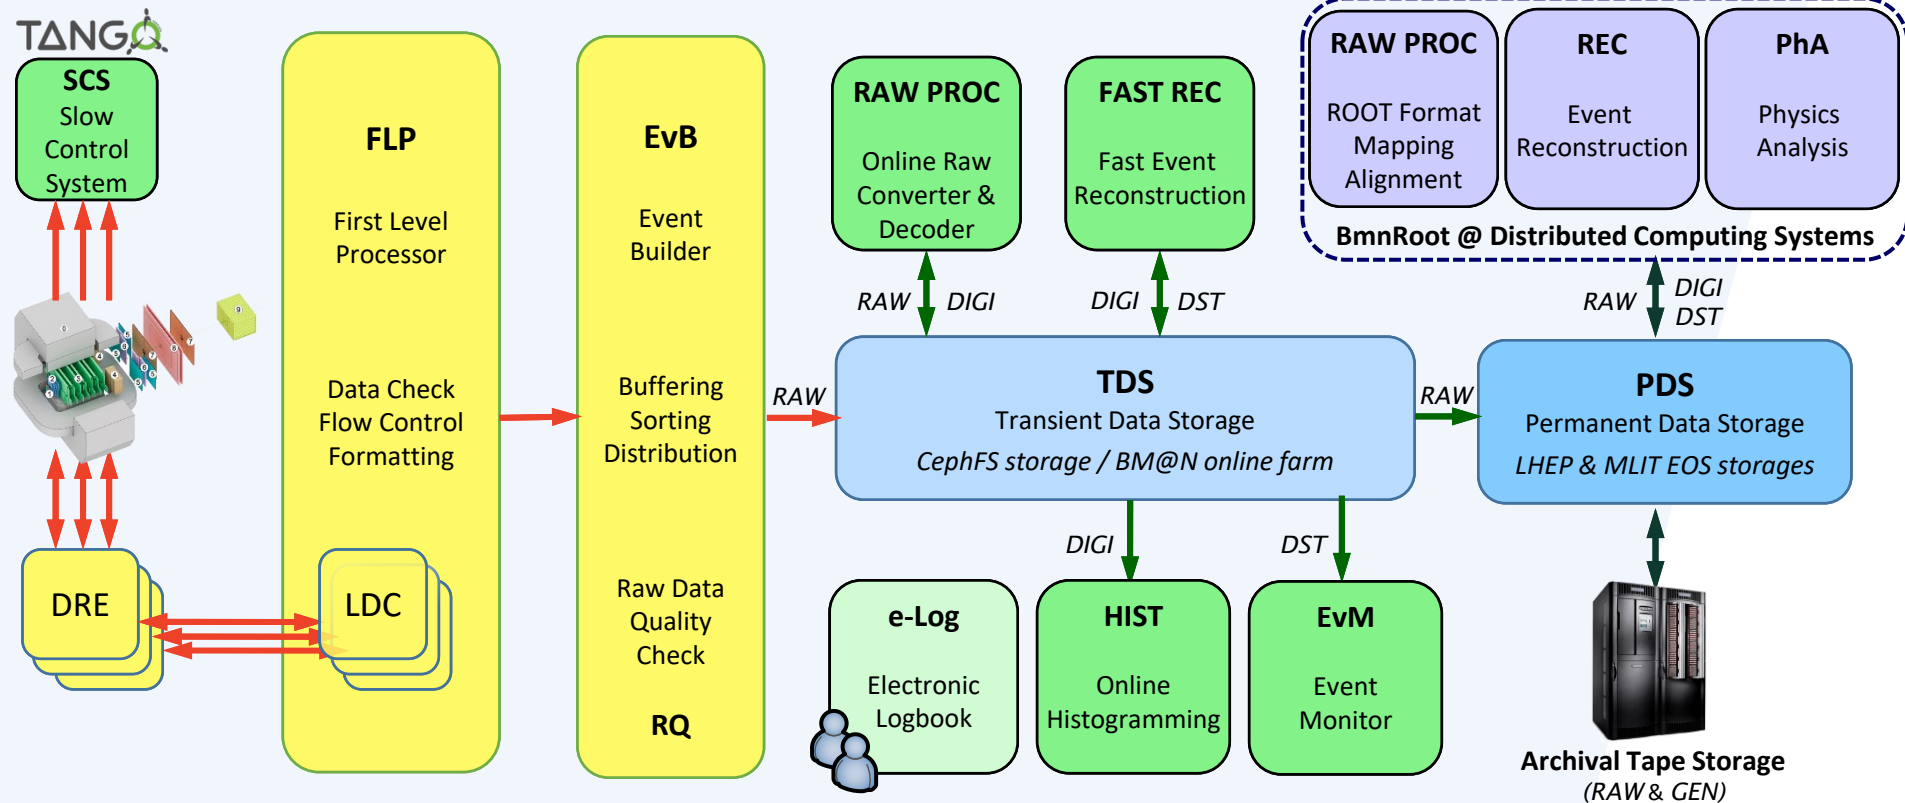 TANGO
SCS
Slow
Control
System
FLP
First Level
Processor
Data Check
Flow Control
Formatting
LDC
DRE
EvB
Event
Builder
Buffering
Sorting
Distribution
Raw Data
Quality
Check
RQ
RAW
RAW PROC
Online Raw
Converter &
Decoder
RAW DIGI
FAST REC
Fast Event
Reconstruction
DIGI DST
RAW PROC
ROOT Format
Mapping
Alignment
REC
Event
Reconstruction
PhA
Physics
Analysis
BmnRoot @ Distributed Computing Systems
RAW DIGI
DST
TDS
Transient Data Storage
CephFS storage / BM@N online farm
RAW
PDS
Permanent Data Storage
LHEP & MLIT EOS storages
DIGI
DST
e-Log
Electronic
Logbook
HIST
Online
Histogramming
EvM
Event
Monitor
Archival Tape Storage
(RAW & GEN)